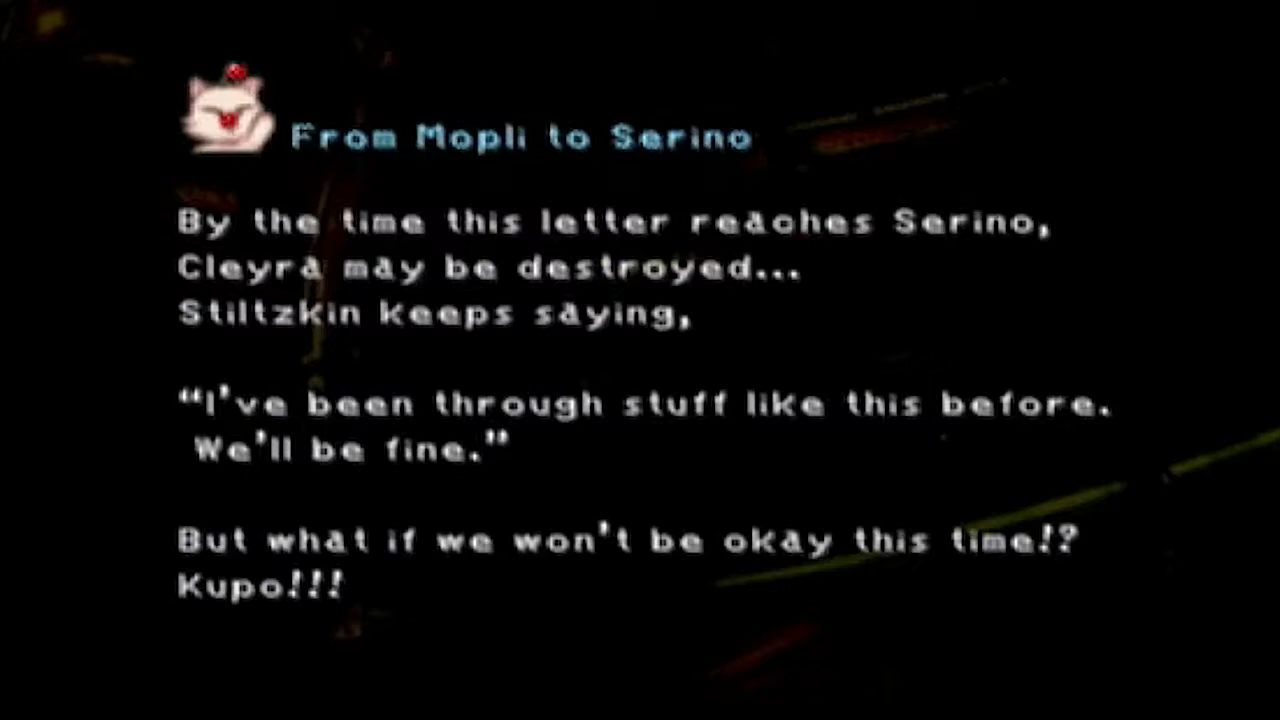 From Mopli to Serino
By the time this letter reaches Serino,
Cleyra may be destroyed...
Stiltzkin keeps saying,
“I've been through stuff like this before.
We'll be fine.”
But what if we won't be okay this time!?
Kupo!!!